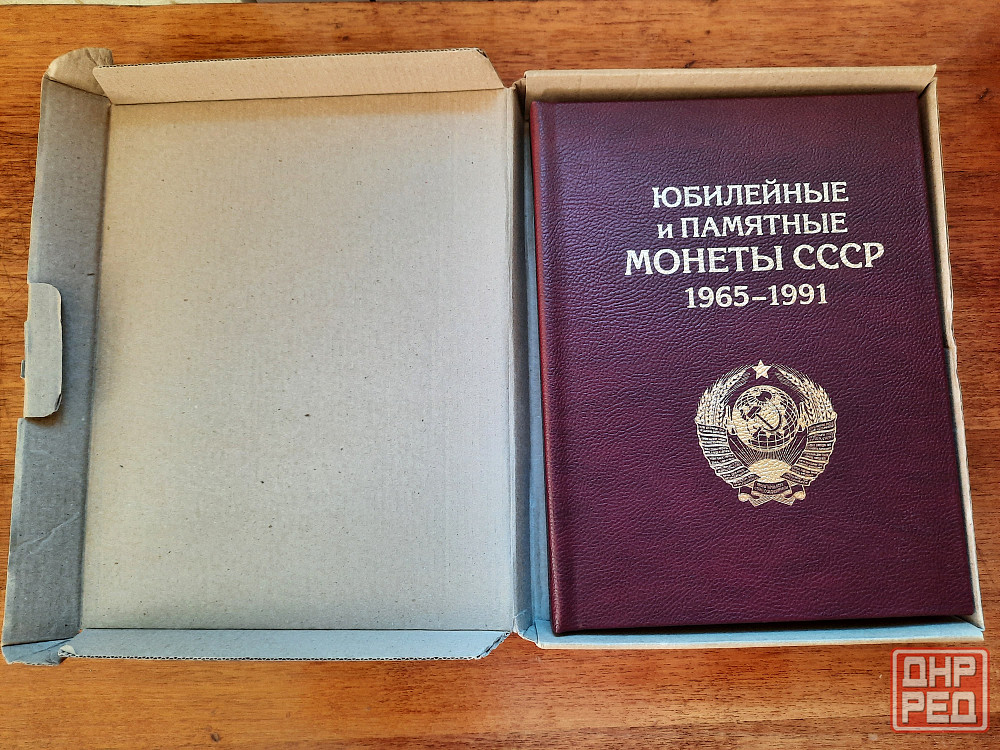 ЮБИЛЕЙНЫЕ
и ПАМЯТНЫЕ
МОНЕТЫ СССР
1965–1991
ДНР
РЕД